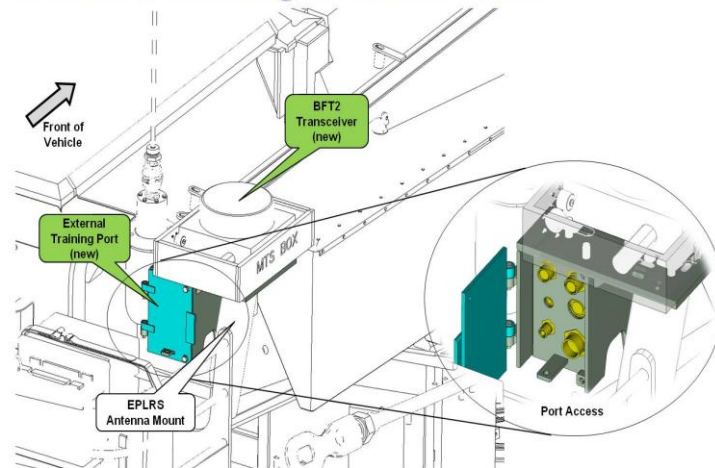 Front of
Vehicle
BFT2
Transceiver
(new)
External
Training Port
(new)
MTS BOX
EPLRS
Antenna Mount
Port Access